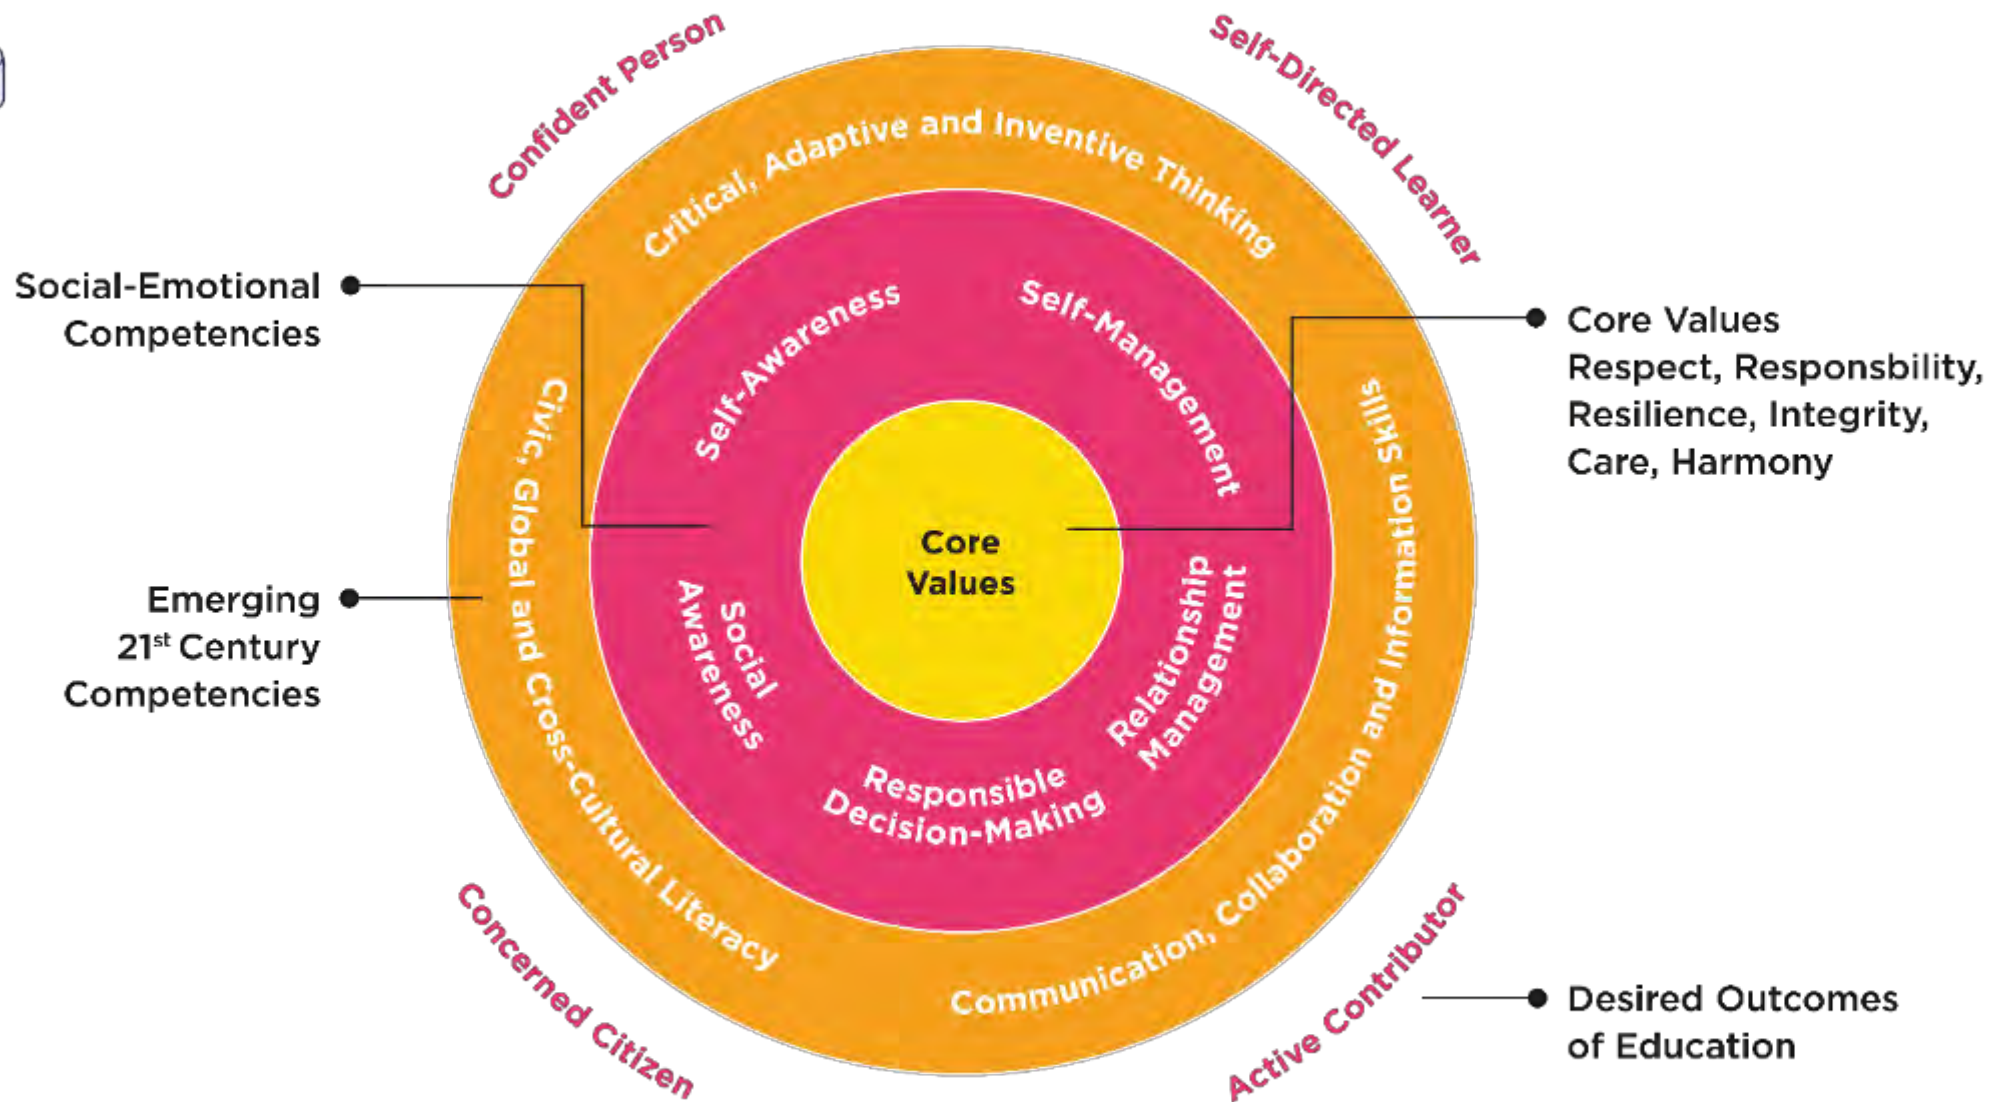 Confident Person
Self-Directed Learner
Critical, Adaptive and Inventive Thinking
Social-Emotional
Competencies
Self-Awareness
Self-Management
Core Values
Respect, Responsbility,
Resilience, Integrity,
Care, Harmony
Civic, Global and Cross-Cultural Literacy
Communication, Collaboration and Information Skills
Core
Values
Emerging
21st Century
Competencies
Social
Awareness
Relationship
Management
Responsible
Decision-Making
Concerned Citizen
Active Contributor
Desired Outcomes
of Education